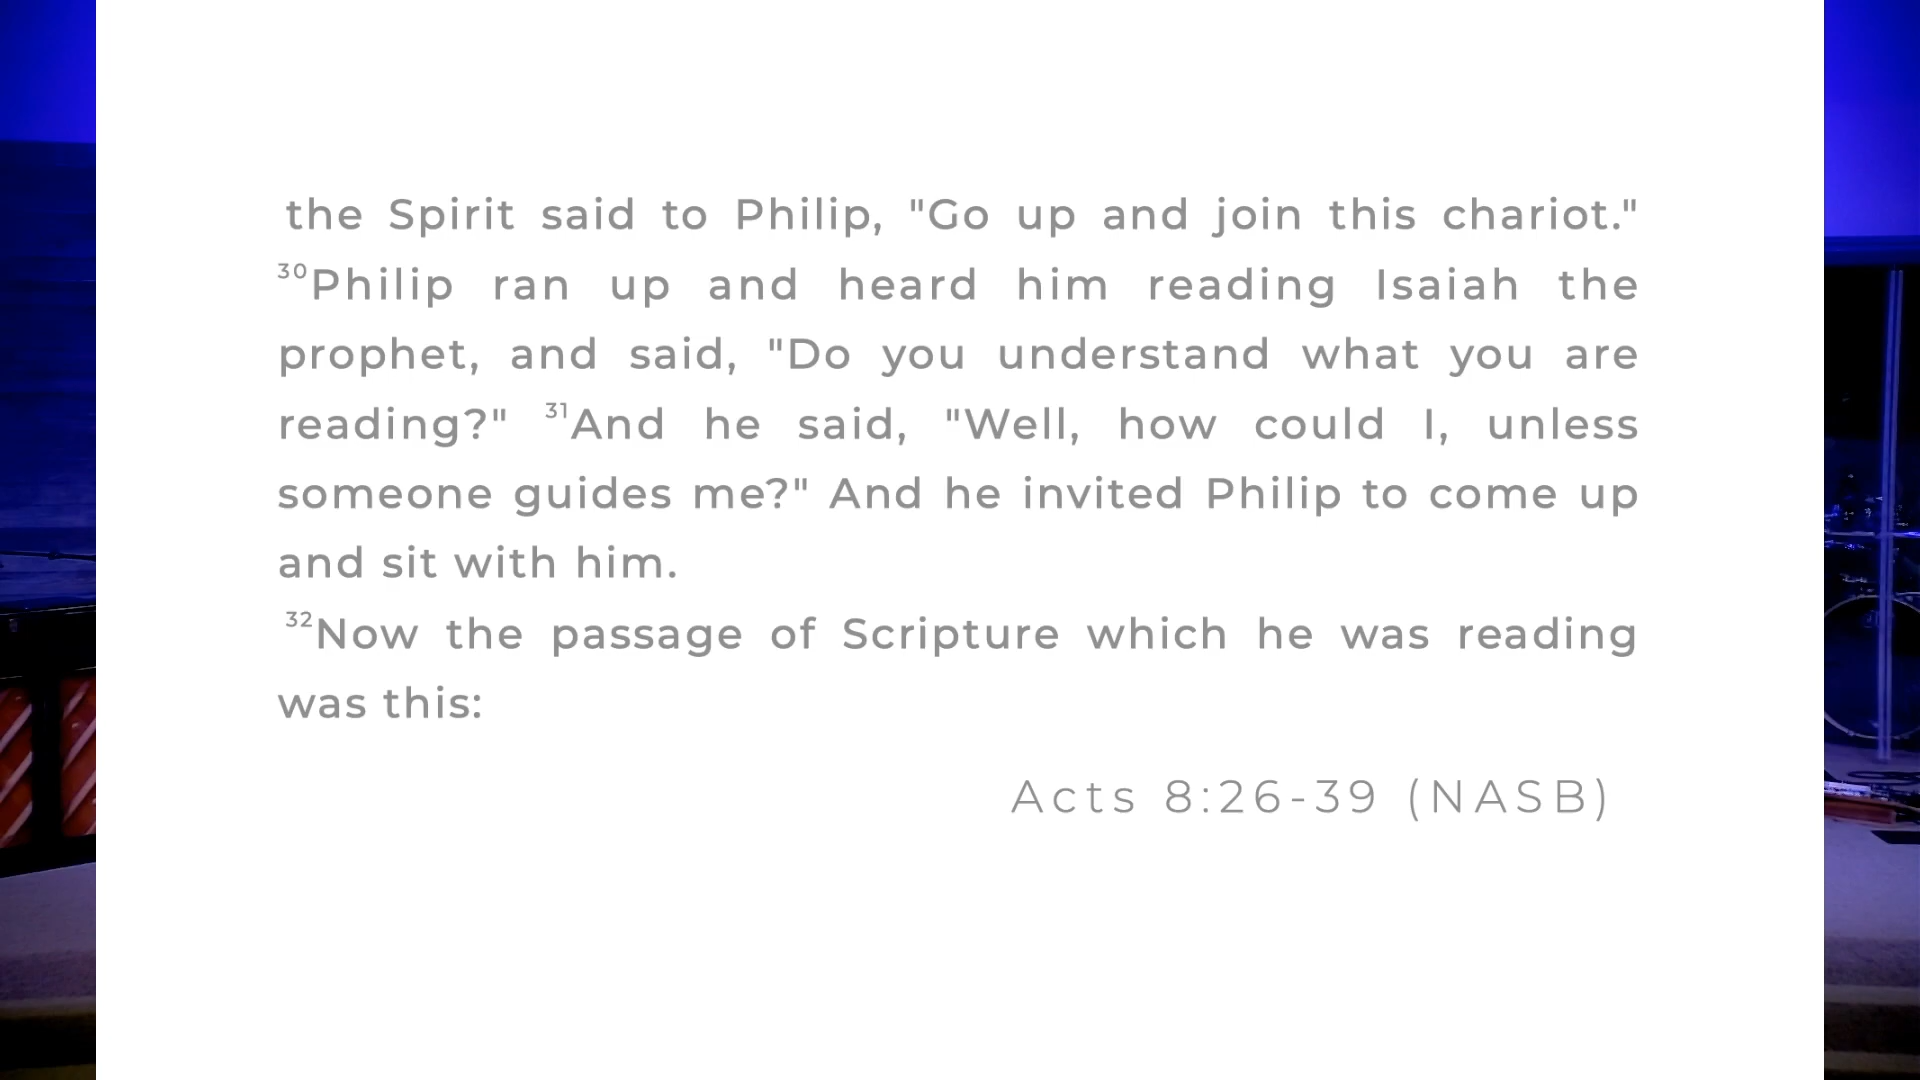 the Spirit said to Philip, "Go up and join this chariot."
³⁰Philip ran up and heard him reading Isaiah the
prophet, and said, "Do you understand what you are
reading?" ³¹And he said, "Well, how could I, unless
someone guides me?" And he invited Philip to come up
and sit with him.
³²Now the passage of Scripture which he was reading
was this:
Acts 8:26-39 (NASB)